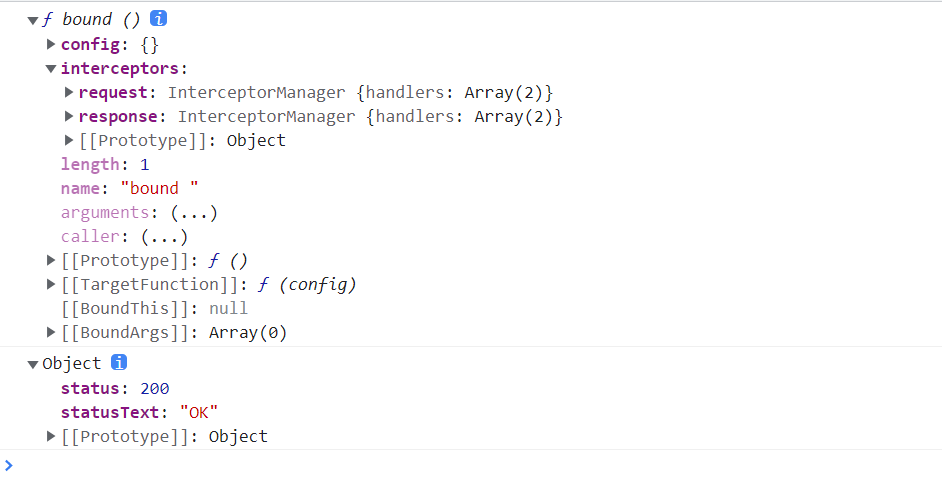 ▼ƒ bound () i
▶config: {}
▼interceptors:
▶request: InterceptorManager {handlers: Array(2)}
▶response: InterceptorManager {handlers: Array(2)}
▶[[Prototype]]: Object
length: 1
name: "bound "
arguments: (...)
caller: (...)
▶[[Prototype]]: ƒ ()
▶[[TargetFunction]]: ƒ (config)
[[BoundThis]]: null
▶[[BoundArgs]]: Array(0)
▼Object i
status: 200
statusText: "OK"
▶[[Prototype]]: Object
>